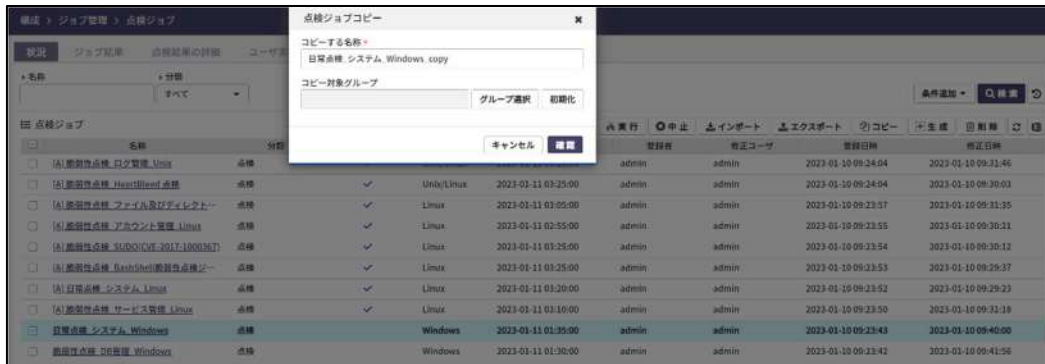 構成 > ジョブ管理 > 点検ジョブ
点検ジョブコピー
コピーする名称 *
日常点検_システム_Windows_copy
コピー対象グループ
グループ選択 初期化
キャンセル 確認
状況 ジョブ結果 点検結果の詳細
名称 分類
すべて
条件追加 検索
点検ジョブ
実行 中止 インポート エクスポート コピー 生成 削除
名称 分類 登録者 修正ユーザ 登録日時 修正日時
[A] 脆弱性点検_ログ管理_Unix 点検 2023-01-11 03:25:00 admin admin 2023-01-10 09:24:04 2023-01-10 09:31:46
[A] 脆弱性点検_HeartBleed 点検 点検 Unix/Linux 2023-01-11 03:25:00 admin admin 2023-01-10 09:24:04 2023-01-10 09:30:03
[A] 脆弱性点検_ファイル及びディレクト… 点検 Linux 2023-01-11 03:05:00 admin admin 2023-01-10 09:23:57 2023-01-10 09:31:35
[A] 脆弱性点検_アカウント管理_Linux 点検 Linux 2023-01-11 02:55:00 admin admin 2023-01-10 09:23:55 2023-01-10 09:30:21
[A] 脆弱性点検_SUDO(CVE-2017-1000367) 点検 Linux 2023-01-11 03:25:00 admin admin 2023-01-10 09:23:54 2023-01-10 09:30:12
[A] 脆弱性点検_BashShell脆弱性点検ジ… 点検 Linux 2023-01-11 03:25:00 admin admin 2023-01-10 09:23:53 2023-01-10 09:29:37
[A] 日常点検_システム_Linux 点検 Linux 2023-01-11 03:20:00 admin admin 2023-01-10 09:23:52 2023-01-10 09:29:23
[A] 脆弱性点検_サービス管理_Linux 点検 Linux 2023-01-11 03:10:00 admin admin 2023-01-10 09:23:50 2023-01-10 09:31:18
日常点検_システム_Windows 点検 Windows 2023-01-11 01:35:00 admin admin 2023-01-10 09:23:43 2023-01-10 09:40:00
脆弱性点検_DB管理_Windows 点検 Windows 2023-01-11 01:30:00 admin admin 2023-01-10 09:23:42 2023-01-10 09:41:56